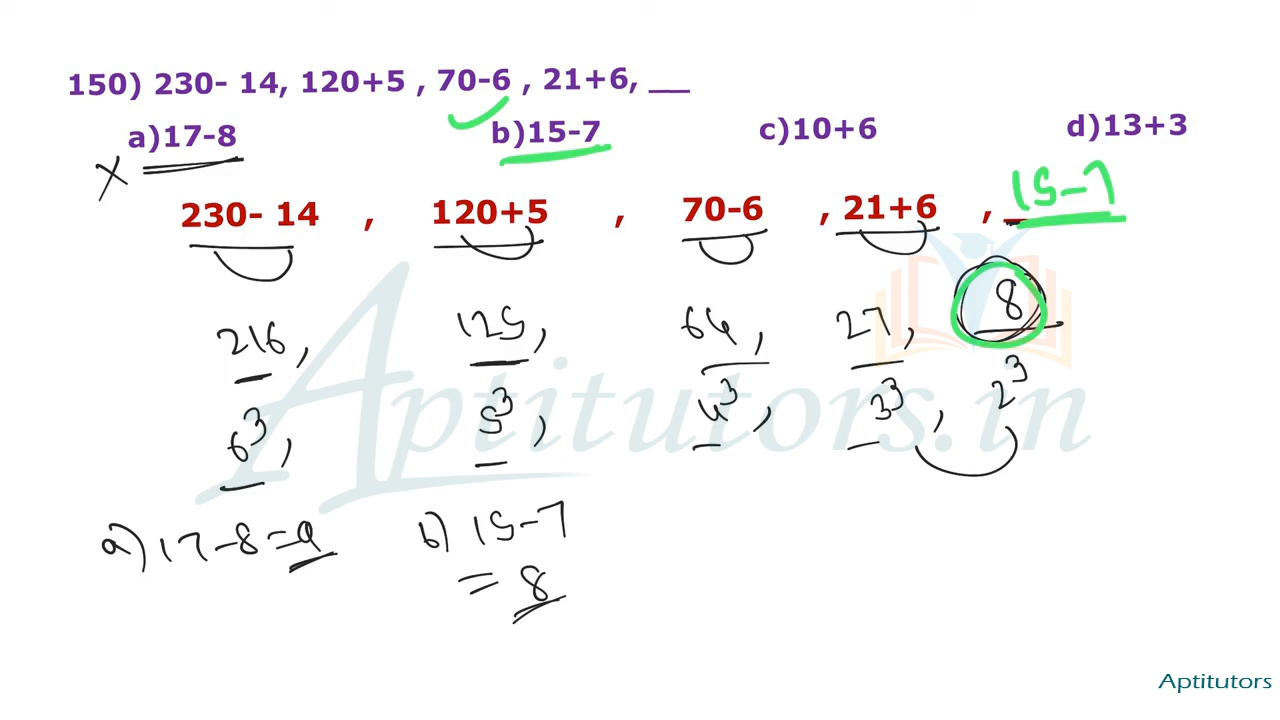 150) 230- 14, 120+5 , 70-6 , 21+6, __
a)17-8 b)15-7 c)10+6 d)13+3
230- 14 , 120+5 , 70-6 , 21+6 , 15-7
216, 125, 64, 27, 8
6³, 5³, 4³, 3³, 2³
a) 17-8=9 b) 15-7
= 8
Aptitutors.in
Aptitutors